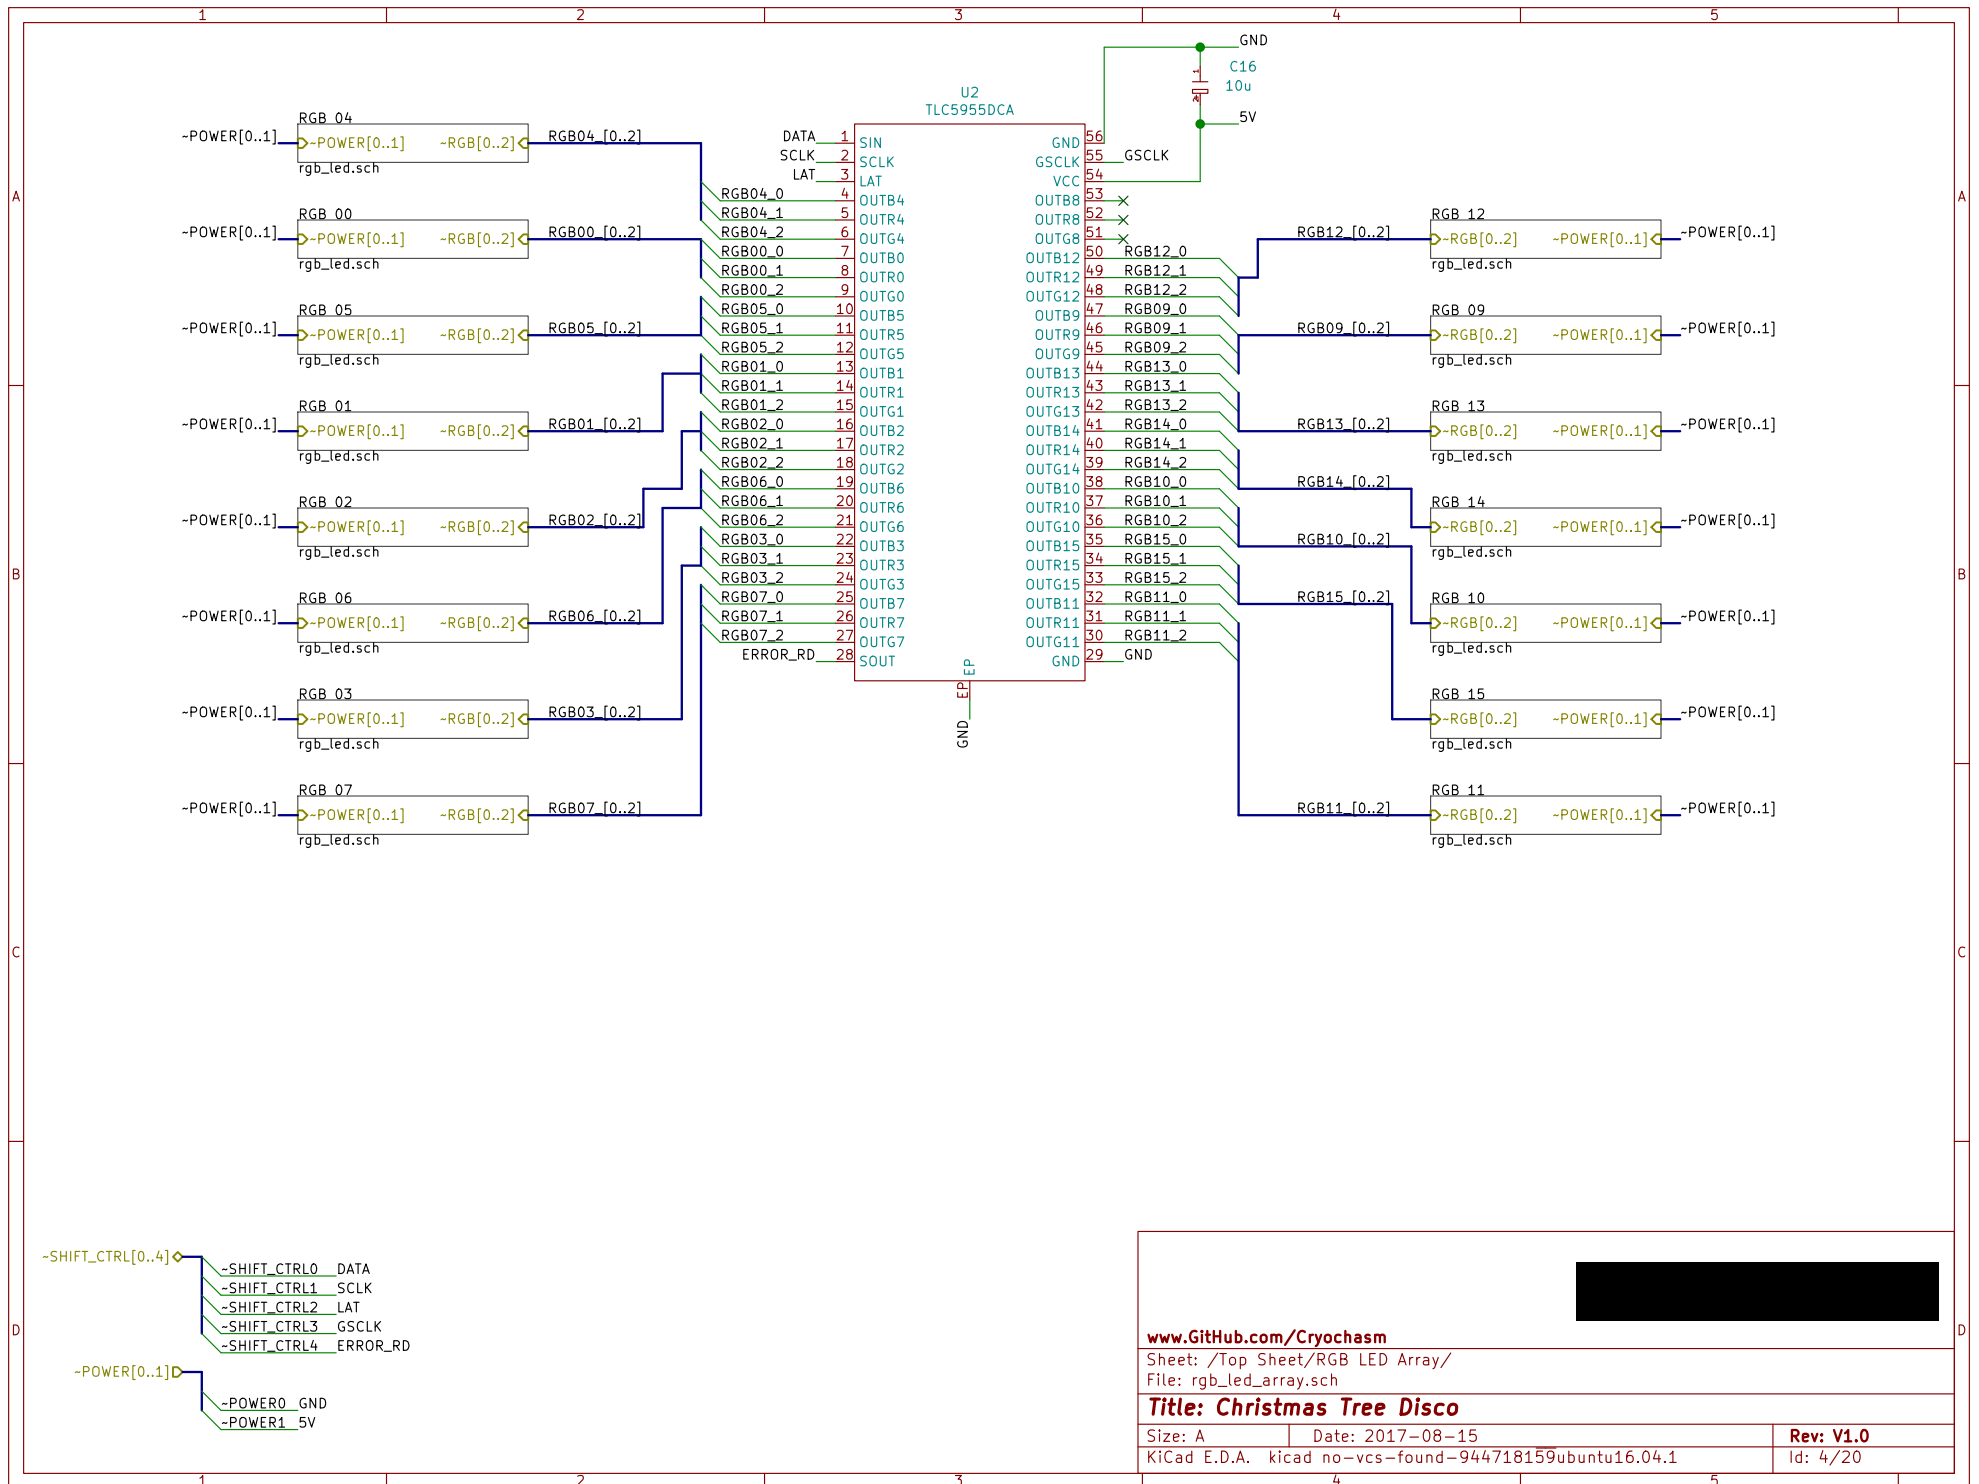 1 2 3 4 5
GND
C16
10u
5V
U2
TLC5955DCA
RGB 04
~POWER[0..1] ~POWER[0..1] ~RGB[0..2] RGB04_[0..2]
rgb_led.sch
RGB 00
~POWER[0..1] ~POWER[0..1] ~RGB[0..2] RGB00_[0..2]
rgb_led.sch
RGB 05
~POWER[0..1] ~POWER[0..1] ~RGB[0..2] RGB05_[0..2]
rgb_led.sch
RGB 01
~POWER[0..1] ~POWER[0..1] ~RGB[0..2] RGB01_[0..2]
rgb_led.sch
RGB 02
~POWER[0..1] ~POWER[0..1] ~RGB[0..2] RGB02_[0..2]
rgb_led.sch
RGB 06
~POWER[0..1] ~POWER[0..1] ~RGB[0..2] RGB06_[0..2]
rgb_led.sch
RGB 03
~POWER[0..1] ~POWER[0..1] ~RGB[0..2] RGB03_[0..2]
rgb_led.sch
RGB 07
~POWER[0..1] ~POWER[0..1] ~RGB[0..2] RGB07_[0..2]
rgb_led.sch
DATA 1 SIN GND 56
SCLK 2 SCLK GSCLK 55 GSCLK
LAT 3 LAT VCC 54
RGB04_0 4 OUTB4 OUTB8 53
RGB04_1 5 OUTR4 OUTR8 52
RGB04_2 6 OUTG4 OUTG8 51
RGB00_0 7 OUTB0 OUTB12 50 RGB12_0
RGB00_1 8 OUTR0 OUTR12 49 RGB12_1
RGB00_2 9 OUTG0 OUTG12 48 RGB12_2
RGB05_0 10 OUTB5 OUTB9 47 RGB09_0
RGB05_1 11 OUTR5 OUTR9 46 RGB09_1
RGB05_2 12 OUTG5 OUTG9 45 RGB09_2
RGB01_0 13 OUTB1 OUTB13 44 RGB13_0
RGB01_1 14 OUTR1 OUTR13 43 RGB13_1
RGB01_2 15 OUTG1 OUTG13 42 RGB13_2
RGB02_0 16 OUTB2 OUTB14 41 RGB14_0
RGB02_1 17 OUTR2 OUTR14 40 RGB14_1
RGB02_2 18 OUTG2 OUTG14 39 RGB14_2
RGB06_0 19 OUTB6 OUTB10 38 RGB10_0
RGB06_1 20 OUTR6 OUTR10 37 RGB10_1
RGB06_2 21 OUTG6 OUTG10 36 RGB10_2
RGB03_0 22 OUTB3 OUTB15 35 RGB15_0
RGB03_1 23 OUTR3 OUTR15 34 RGB15_1
RGB03_2 24 OUTG3 OUTG15 33 RGB15_2
RGB07_0 25 OUTB7 OUTB11 32 RGB11_0
RGB07_1 26 OUTR7 OUTR11 31 RGB11_1
RGB07_2 27 OUTG7 OUTG11 30 RGB11_2
ERROR_RD 28 SOUT GND 29 GND
EP
EP
GND
1
2
RGB 12
RGB12_[0..2] ~RGB[0..2] ~POWER[0..1] ~POWER[0..1]
rgb_led.sch
RGB 09
RGB09_[0..2] ~RGB[0..2] ~POWER[0..1] ~POWER[0..1]
rgb_led.sch
RGB 13
RGB13_[0..2] ~RGB[0..2] ~POWER[0..1] ~POWER[0..1]
rgb_led.sch
RGB 14
RGB14_[0..2] ~RGB[0..2] ~POWER[0..1] ~POWER[0..1]
rgb_led.sch
RGB 10
RGB10_[0..2] ~RGB[0..2] ~POWER[0..1] ~POWER[0..1]
rgb_led.sch
RGB 15
RGB15_[0..2] ~RGB[0..2] ~POWER[0..1] ~POWER[0..1]
rgb_led.sch
RGB 11
RGB11_[0..2] ~RGB[0..2] ~POWER[0..1] ~POWER[0..1]
rgb_led.sch
A A
B B
C C
D D
~SHIFT_CTRL[0..4]
~SHIFT_CTRL0 DATA
~SHIFT_CTRL1 SCLK
~SHIFT_CTRL2 LAT
~SHIFT_CTRL3 GSCLK
~SHIFT_CTRL4 ERROR_RD
~POWER[0..1]
~POWER0 GND
~POWER1 5V
www.GitHub.com/Cryochasm
Sheet: /Top Sheet/RGB LED Array/
File: rgb_led_array.sch
Title: Christmas Tree Disco
Size: A Date: 2017-08-15 Rev: V1.0
KiCad E.D.A. kicad no-vcs-found-944718159ubuntu16.04.1 Id: 4/20
1 2 3 4 5